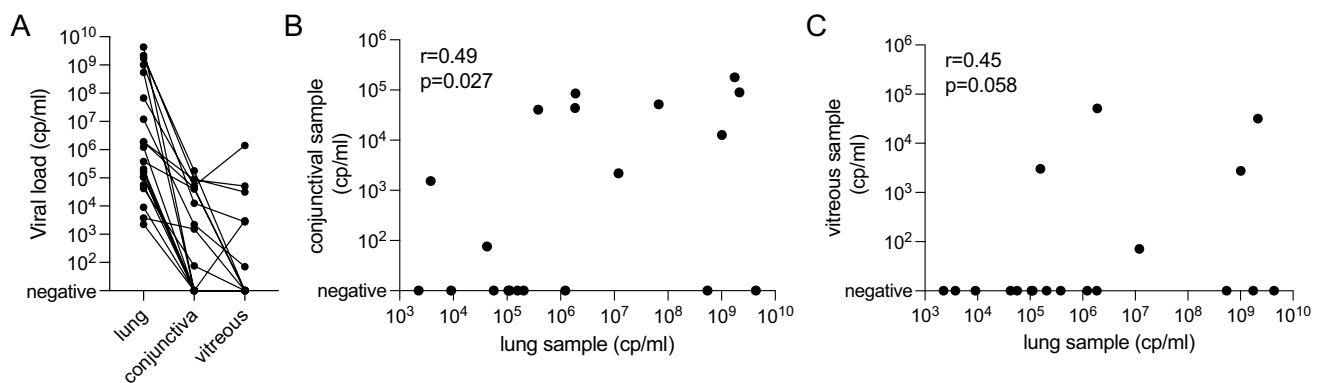 A
Viral load (cp/ml)
10^10
10^9
10^8
10^7
10^6
10^5
10^4
10^3
10^2
negative
lung
conjunctiva
vitreous
B
conjunctival sample
(cp/ml)
10^6
10^5
10^4
10^3
10^2
negative
r=0.49
p=0.027
10^3 10^4 10^5 10^6 10^7 10^8 10^9 10^10
lung sample (cp/ml)
C
vitreous sample
(cp/ml)
10^6
10^5
10^4
10^3
10^2
negative
r=0.45
p=0.058
10^3 10^4 10^5 10^6 10^7 10^8 10^9 10^10
lung sample (cp/ml)